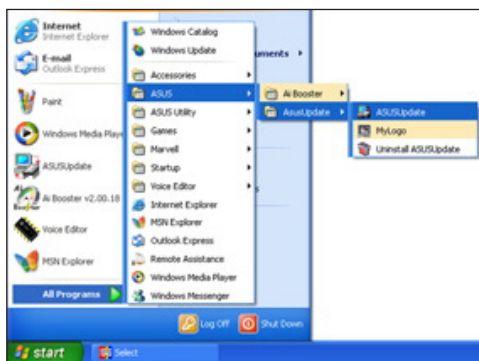 Internet
Internet Explorer
E-mail
Outlook Express
Paint
Windows Media Play
ASUSUpdate
Ai Booster v2.00.18
Voice Editor
MSN Explorer
All Programs
Windows Catalog
Windows Update
Accessories
ASUS
ASUS Utility
Games
Marvell
Startup
Voice Editor
Internet Explorer
MSN Explorer
Outlook Express
Remote Assistance
Windows Media Player
Windows Messenger
uments
s
Ai Booster
AsusUpdate
ASUSUpdate
MyLogo
Uninstall ASUSUpdate
Log Off
Shut Down
start
Select